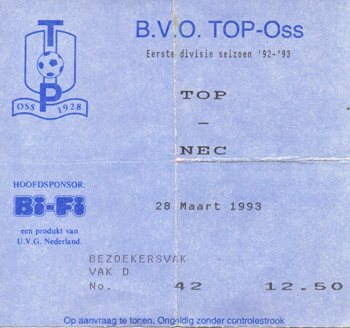 T
O
OSS 1928
P
B.V.O. TOP-Oss
Eerste divisie seizoen '92-'93
TOP
–
NEC
HOOFDSPONSOR:
Bi-Fi
een produkt van
U.V.G. Nederland.
28 Maart 1993
BEZOEKERSVAK
VAK D
No. 42 12.50
Op aanvraag te tonen. Ongeldig zonder controlestrook